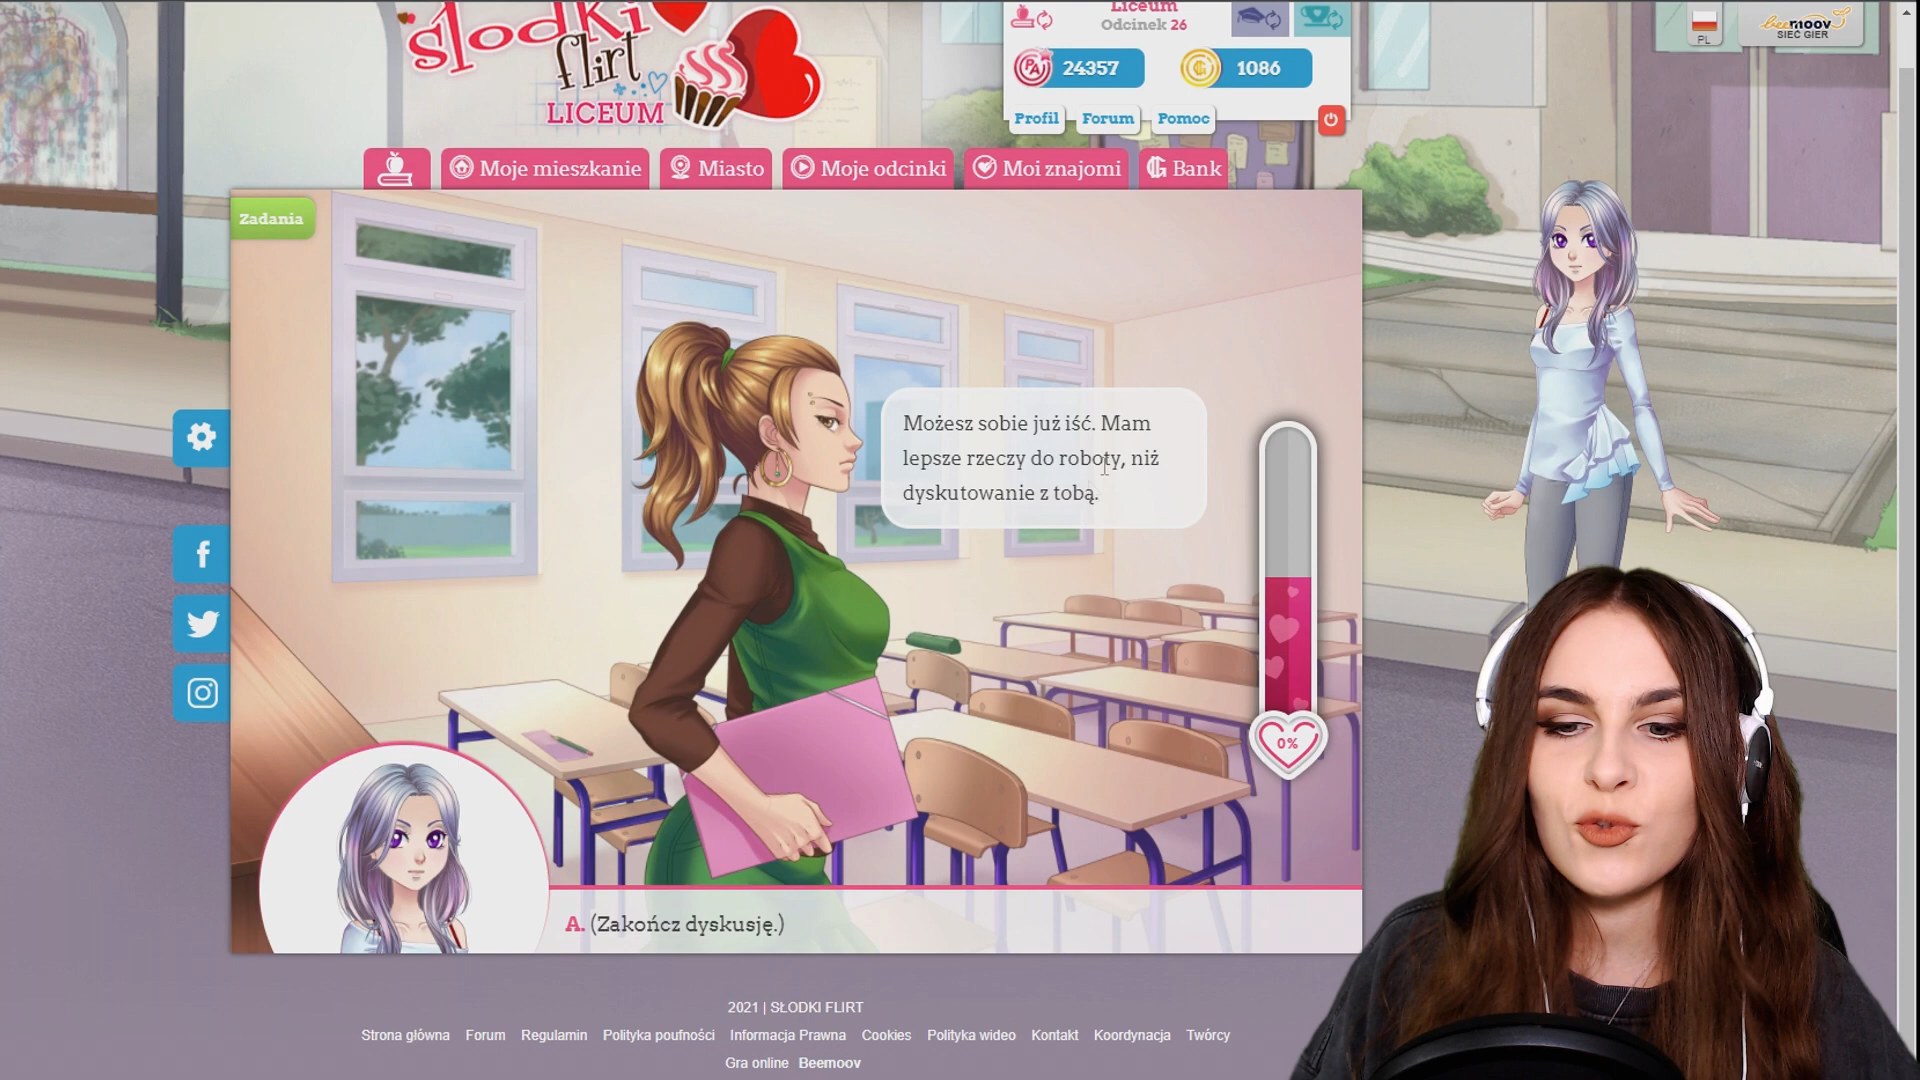 słodki
flirt
LICEUM
Liceum
Odcinek 26
PA 24357
1086
Profil
Forum
Pomoc
PL
beemoov
SIEĆ GIER
Moje mieszkanie
Miasto
Moje odcinki
Moi znajomi
Bank
Zadania
Możesz sobie już iść. Mam
lepsze rzeczy do roboty, niż
dyskutowanie z tobą.
0%
A. (Zakończ dyskusję.)
2021 | SŁODKI FLIRT
Strona główna Forum Regulamin Polityka poufności Informacja Prawna Cookies Polityka wideo Kontakt Koordynacja Twórcy
Gra online Beemoov